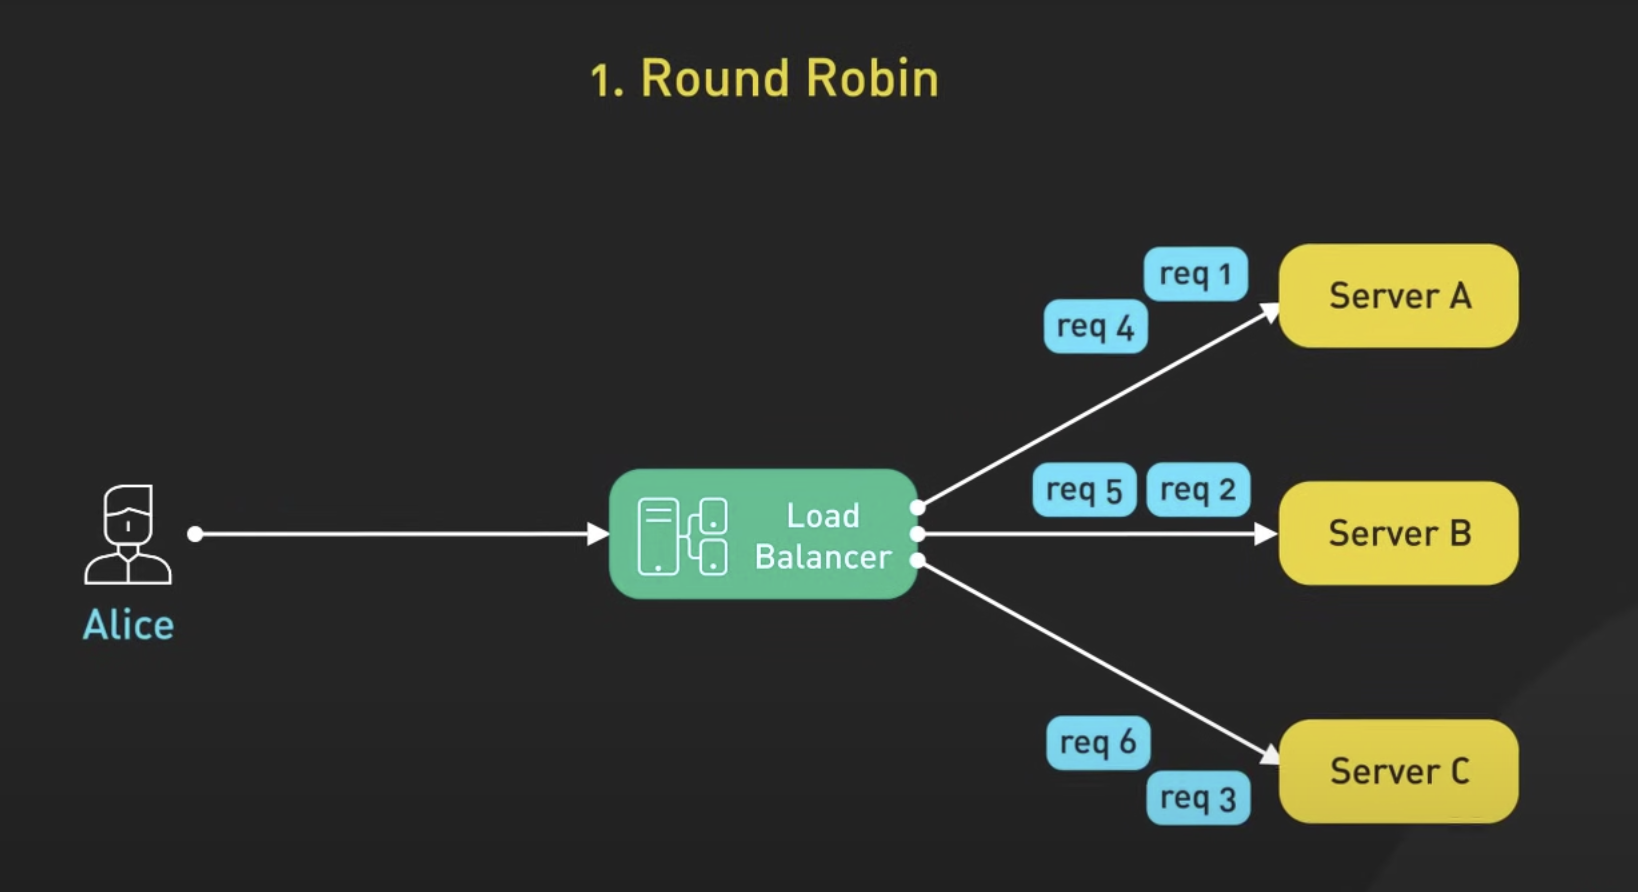 1. Round Robin
req 1
Server A
req 4
req 5
req 2
Load
Balancer
Server B
Alice
req 6
Server C
req 3